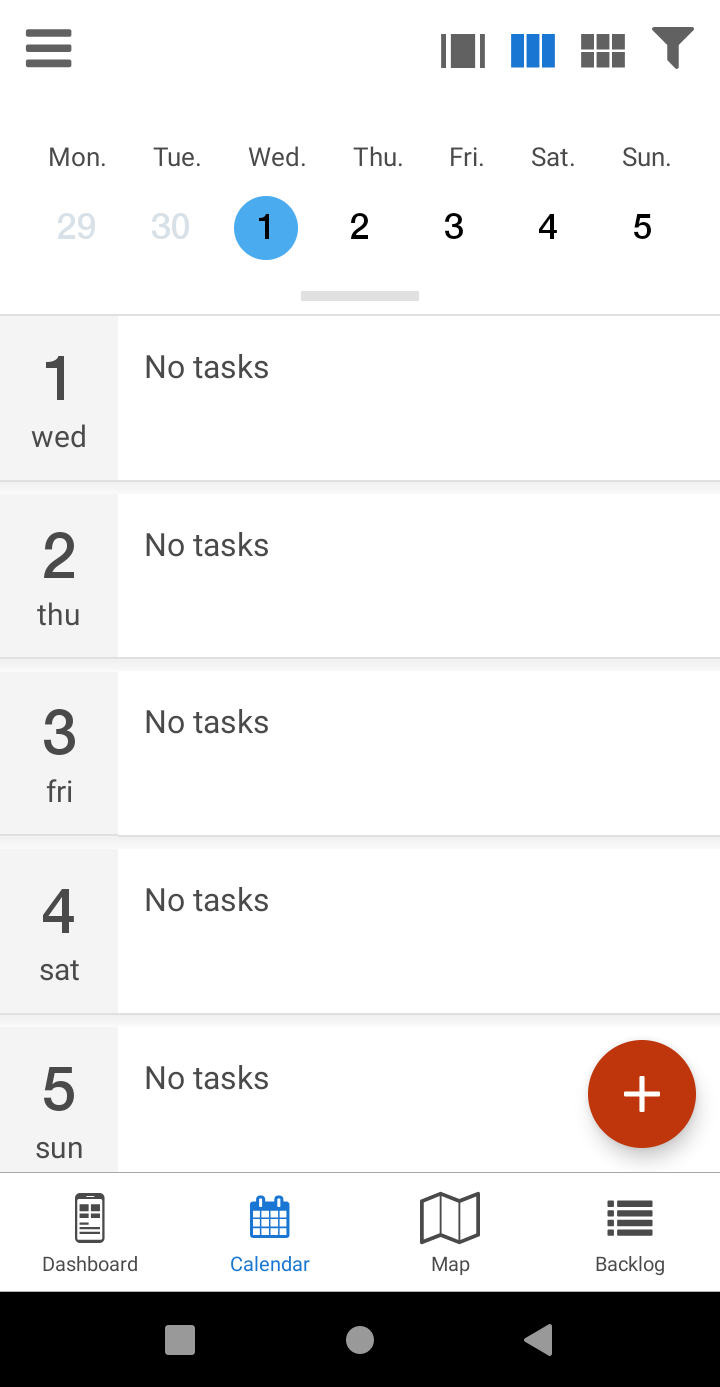 Mon. Tue. Wed. Thu. Fri. Sat. Sun.
29 30 1 2 3 4 5
1
wed
No tasks
2
thu
No tasks
3
fri
No tasks
4
sat
No tasks
5
sun
No tasks
Dashboard Calendar Map Backlog